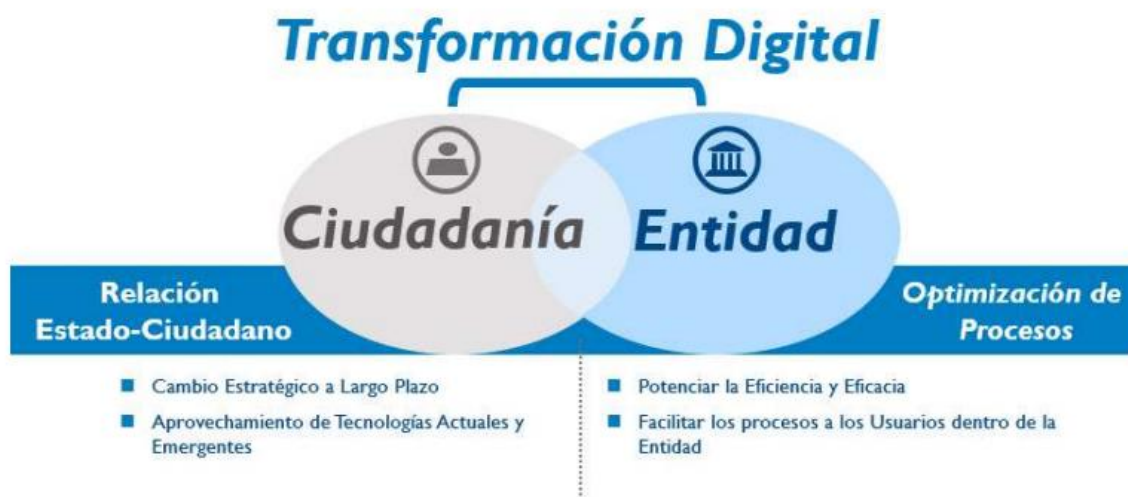 Transformación Digital
Ciudadanía
Entidad
Relación
Estado-Ciudadano
Optimización de
Procesos
■ Cambio Estratégico a Largo Plazo
■ Aprovechamiento de Tecnologías Actuales y
Emergentes
■ Potenciar la Eficiencia y Eficacia
■ Facilitar los procesos a los Usuarios dentro de la
Entidad